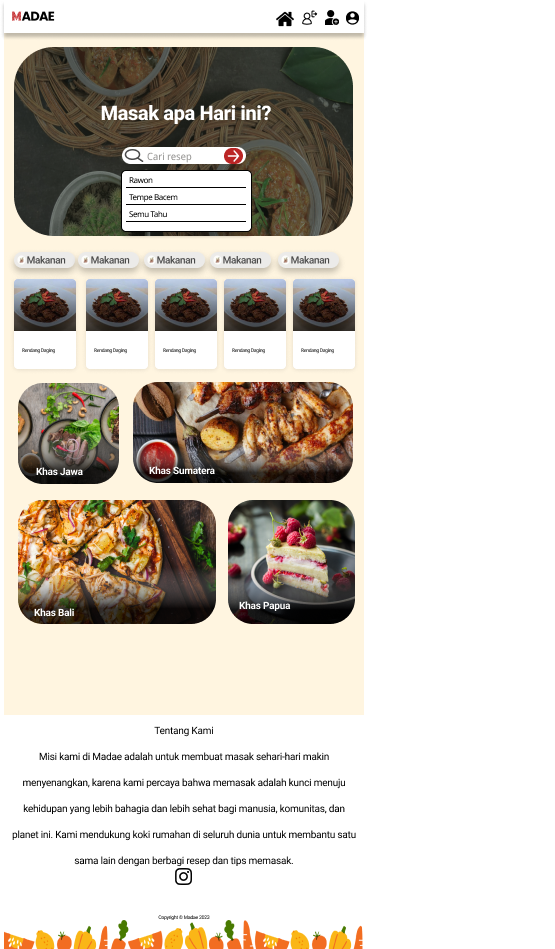 MADAE
Masak apa Hari ini?
Cari resep
Rawon
Tempe Bacem
Semu Tahu
Makanan Makanan Makanan Makanan Makanan
Rendang Daging Rendang Daging Rendang Daging Rendang Daging Rendang Daging
Khas Jawa
Khas Sumatera
Khas Bali
Khas Papua
Tentang Kami
Misi kami di Madae adalah untuk membuat masak sehari-hari makin
menyenangkan, karena kami percaya bahwa memasak adalah kunci menuju
kehidupan yang lebih bahagia dan lebih sehat bagi manusia, komunitas, dan
planet ini. Kami mendukung koki rumahan di seluruh dunia untuk membantu satu
sama lain dengan berbagi resep dan tips memasak.
Copyright © Madae 2023